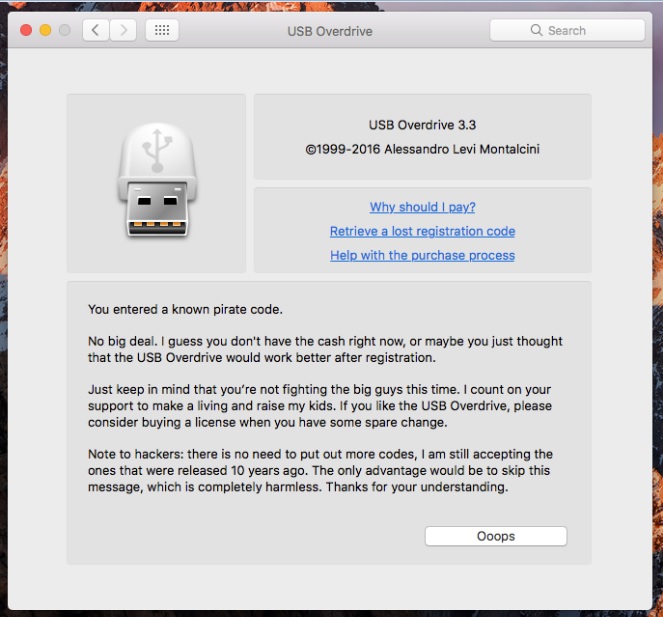 USB Overdrive
Search
USB Overdrive 3.3
©1999-2016 Alessandro Levi Montalcini
Why should I pay?
Retrieve a lost registration code
Help with the purchase process
You entered a known pirate code.
No big deal. I guess you don't have the cash right now, or maybe you just thought
that the USB Overdrive would work better after registration.
Just keep in mind that you're not fighting the big guys this time. I count on your
support to make a living and raise my kids. If you like the USB Overdrive, please
consider buying a license when you have some spare change.
Note to hackers: there is no need to put out more codes, I am still accepting the
ones that were released 10 years ago. The only advantage would be to skip this
message, which is completely harmless. Thanks for your understanding.
Ooops